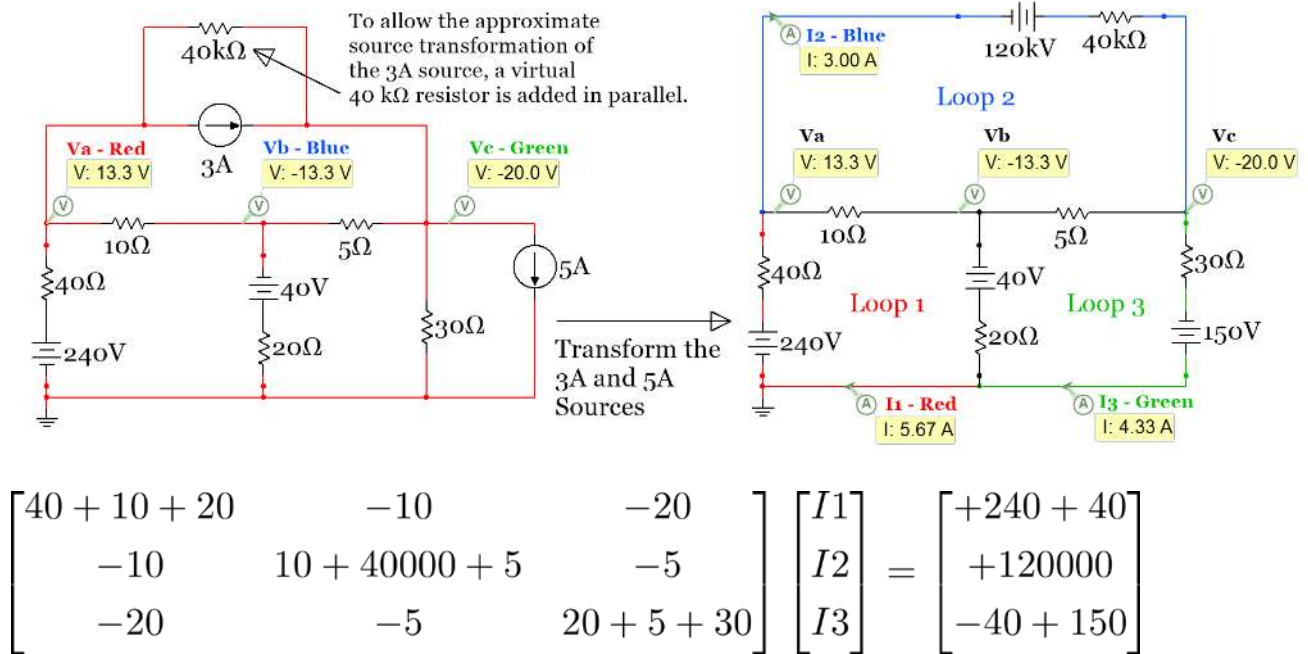 To allow the approximate
source transformation of
the 3A source, a virtual
40 kΩ resistor is added in parallel.
40kΩ
3A
Va - Red
V: 13.3 V
Vb - Blue
V: -13.3 V
Vc - Green
V: -20.0 V
V
V
V
10Ω
5Ω
5A
40Ω
40V
30Ω
240V
20Ω
Transform the
3A and 5A
Sources
A
I2 - Blue
I: 3.00 A
120kV
40kΩ
Loop 2
Va
V: 13.3 V
Vb
V: -13.3 V
Vc
V: -20.0 V
V
V
V
10Ω
5Ω
40Ω
40V
30Ω
Loop 1
Loop 3
240V
20Ω
150V
A
I1 - Red
I: 5.67 A
A
I3 - Green
I: 4.33 A
[40 + 10 + 20 −10 −20] [I1] [+240 + 40]
[−10 10 + 40000 + 5 −5] [I2] = [+120000]
[−20 −5 20 + 5 + 30] [I3] [−40 + 150]